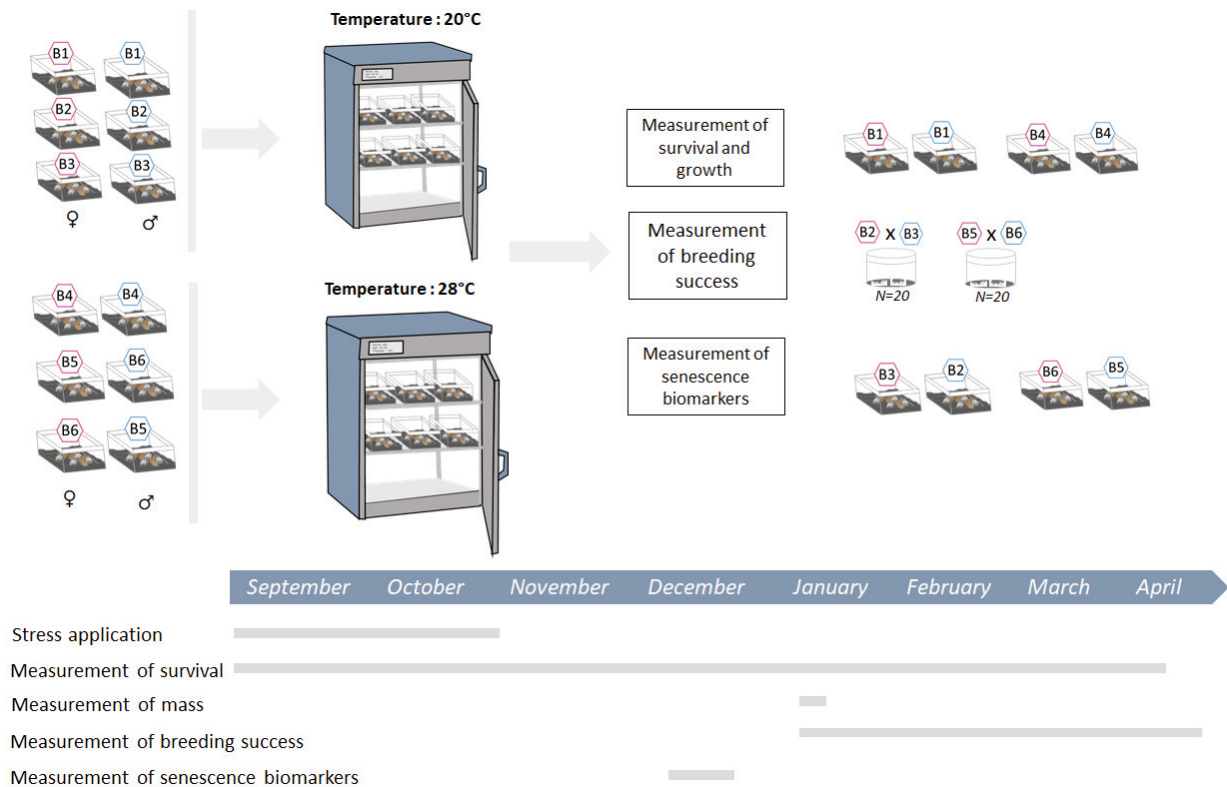 Temperature : 20°C
B1 B1
B2 B2
B3 B3
♀ ♂
Temperature : 28°C
B4 B4
B5 B6
B6 B5
♀ ♂
Measurement of
survival and
growth
B1 B1 B4 B4
Measurement
of breeding
success
B2 x B3 B5 x B6
N=20 N=20
Measurement of
senescence
biomarkers
B3 B2 B6 B5
September October November December January February March April
Stress application
Measurement of survival
Measurement of mass
Measurement of breeding success
Measurement of senescence biomarkers